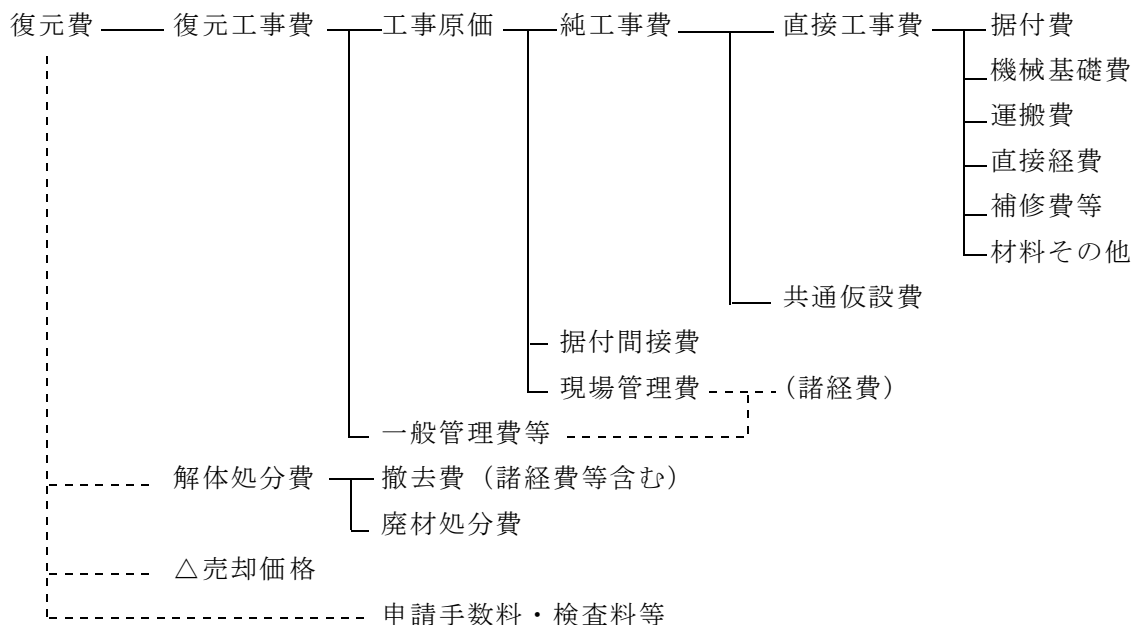 復元費 復元工事費 工事原価 純工事費 直接工事費 据付費
機械基礎費
運搬費
直接経費
補修費等
材料その他
共通仮設費
据付間接費
現場管理費 (諸経費)
一般管理費等
解体処分費 撤去費(諸経費等含む)
廃材処分費
△売却価格
申請手数料・検査料等